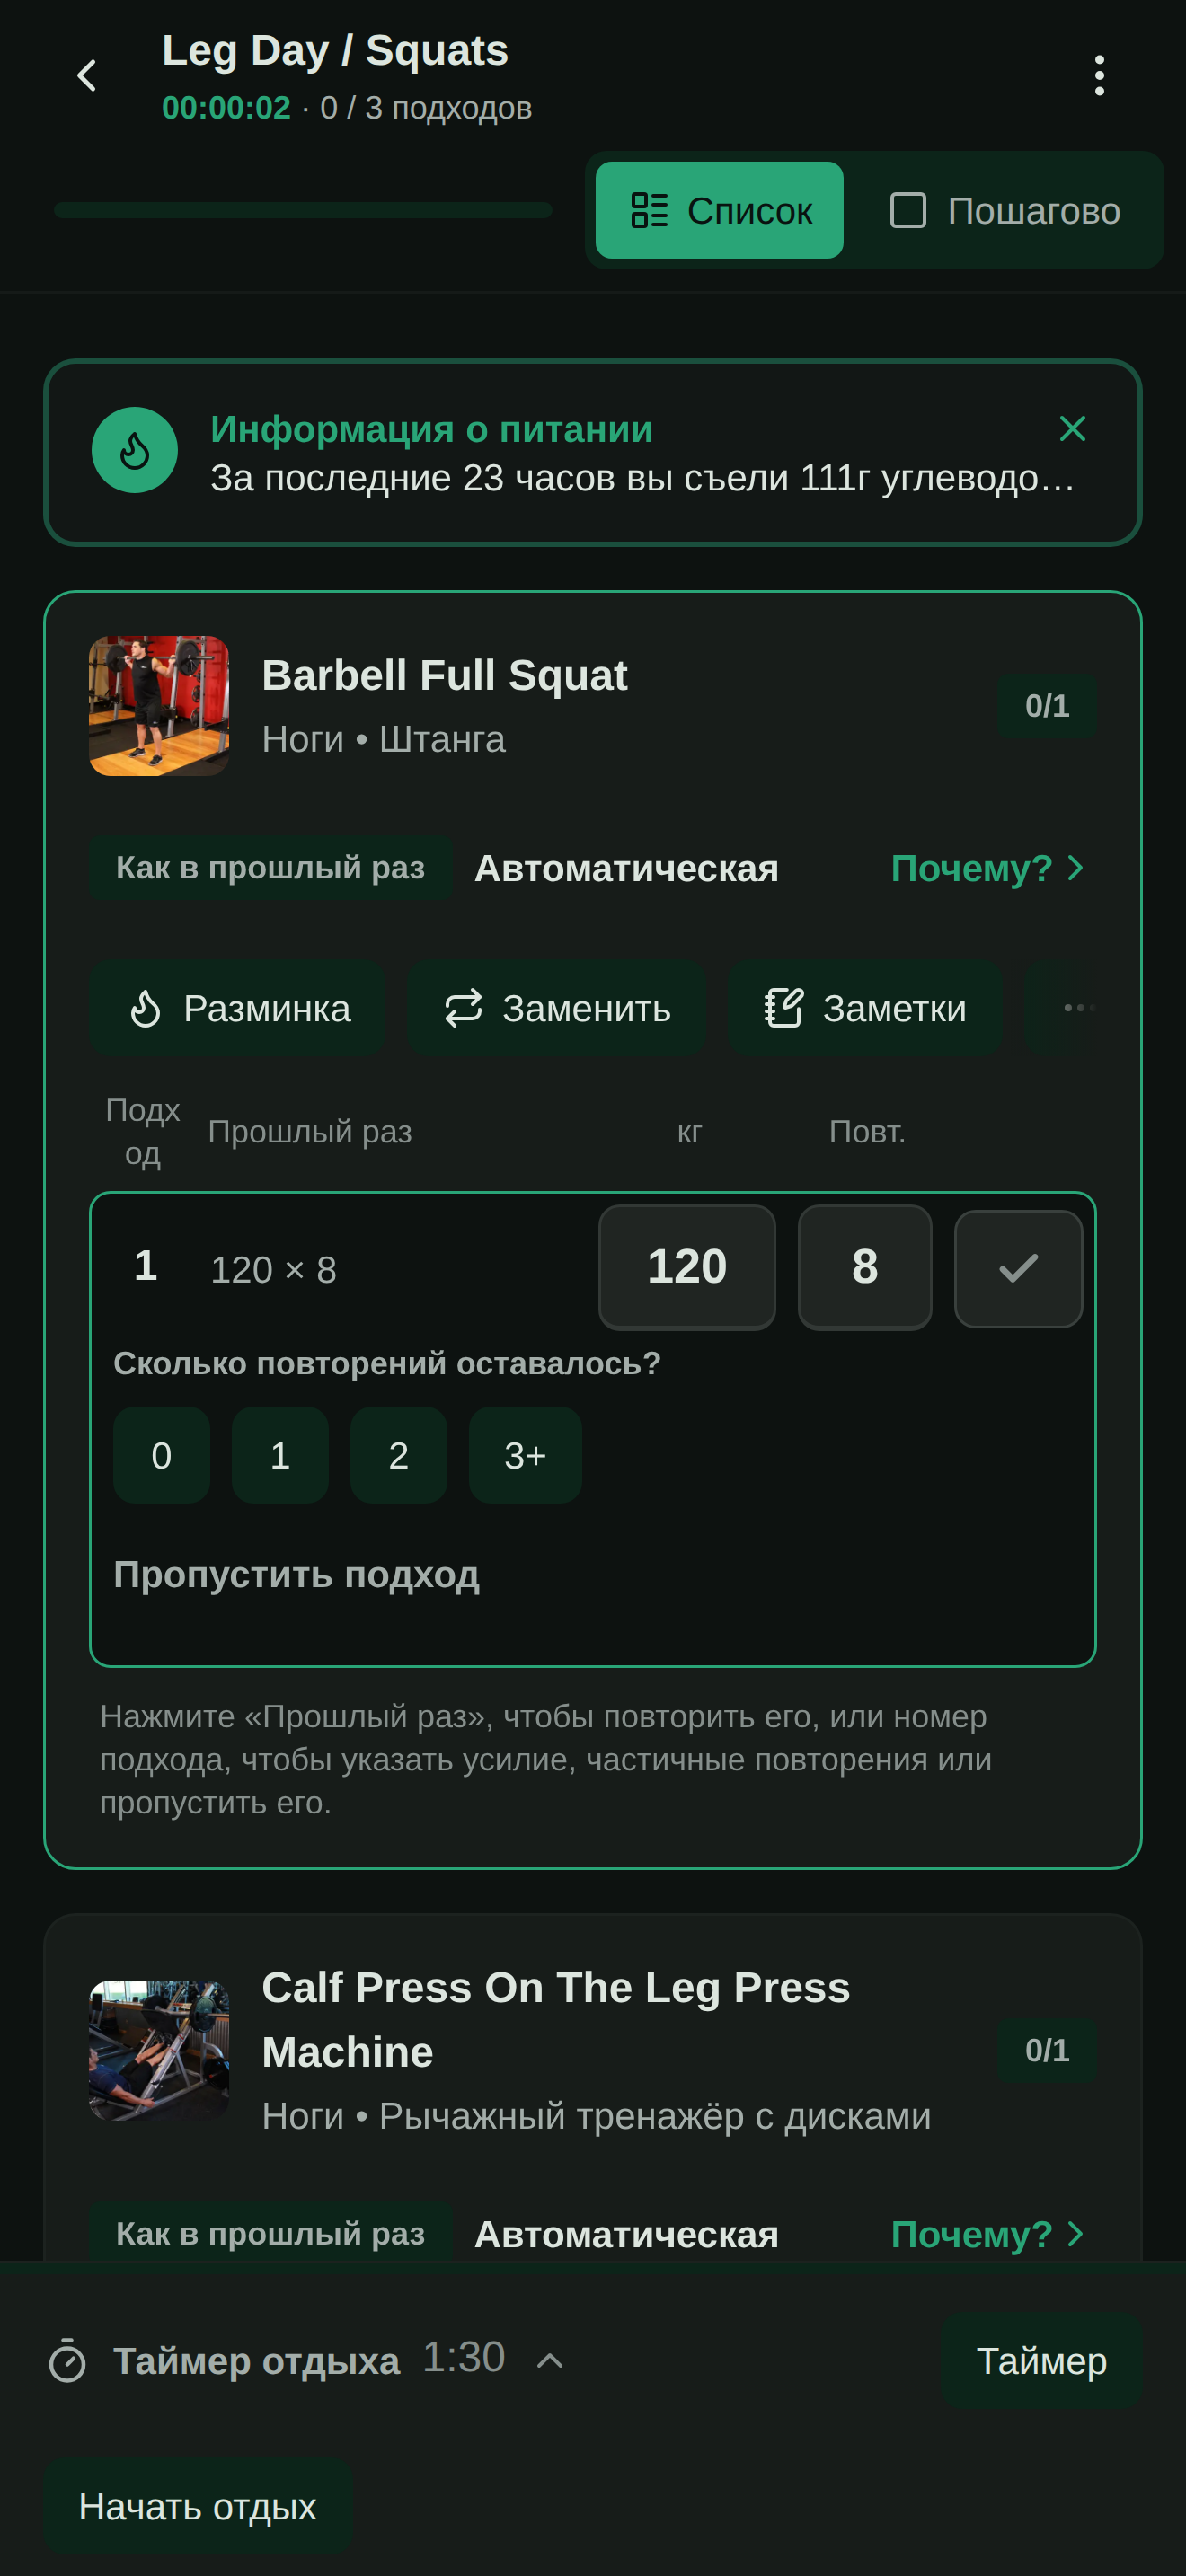 Leg Day / Squats
00:00:02 · 0 / 3 подходов
Список
Пошагово
Информация о питании
За последние 23 часов вы съели 111г углеводо…
Barbell Full Squat
Ноги • Штанга
0/1
Как в прошлый раз
Автоматическая
Почему?
Разминка
Заменить
Заметки
Подх
од
Прошлый раз
кг
Повт.
1
120 × 8
120
8
Сколько повторений оставалось?
0
1
2
3+
Пропустить подход
Нажмите «Прошлый раз», чтобы повторить его, или номер
подхода, чтобы указать усилие, частичные повторения или
пропустить его.
Calf Press On The Leg Press
Machine
Ноги • Рычажный тренажёр с дисками
0/1
Как в прошлый раз
Автоматическая
Почему?
Таймер отдыха 1:30
Таймер
Начать отдых